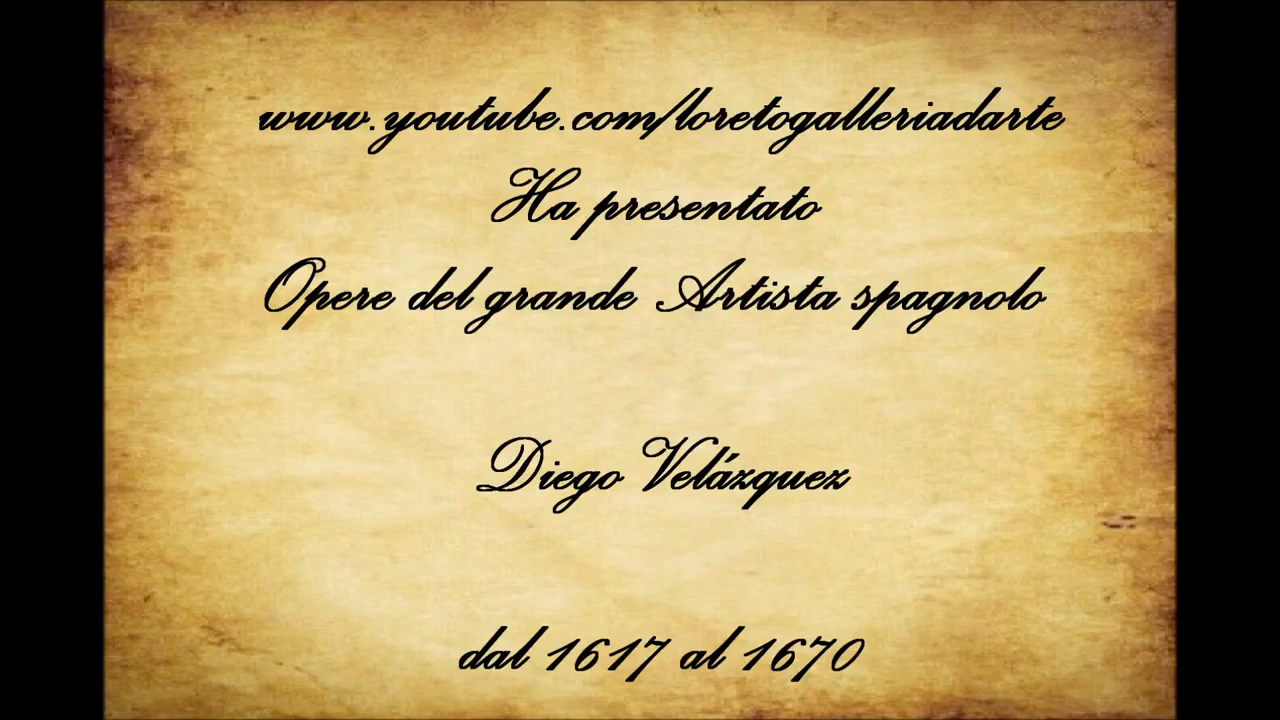 www.youtube.com/loretogalleriadarte
Ha presentato
Opere del grande Artista spagnolo
Diego Velázquez
dal 1617 al 1670